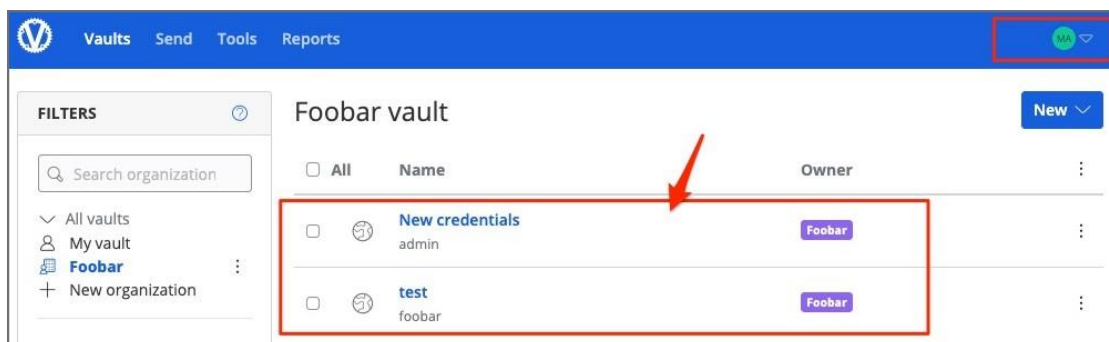 Vaults Send Tools Reports MA
FILTERS
Search organization
All vaults
My vault
Foobar
New organization
Foobar vault
New
All Name Owner
New credentials Foobar
admin
test Foobar
foobar